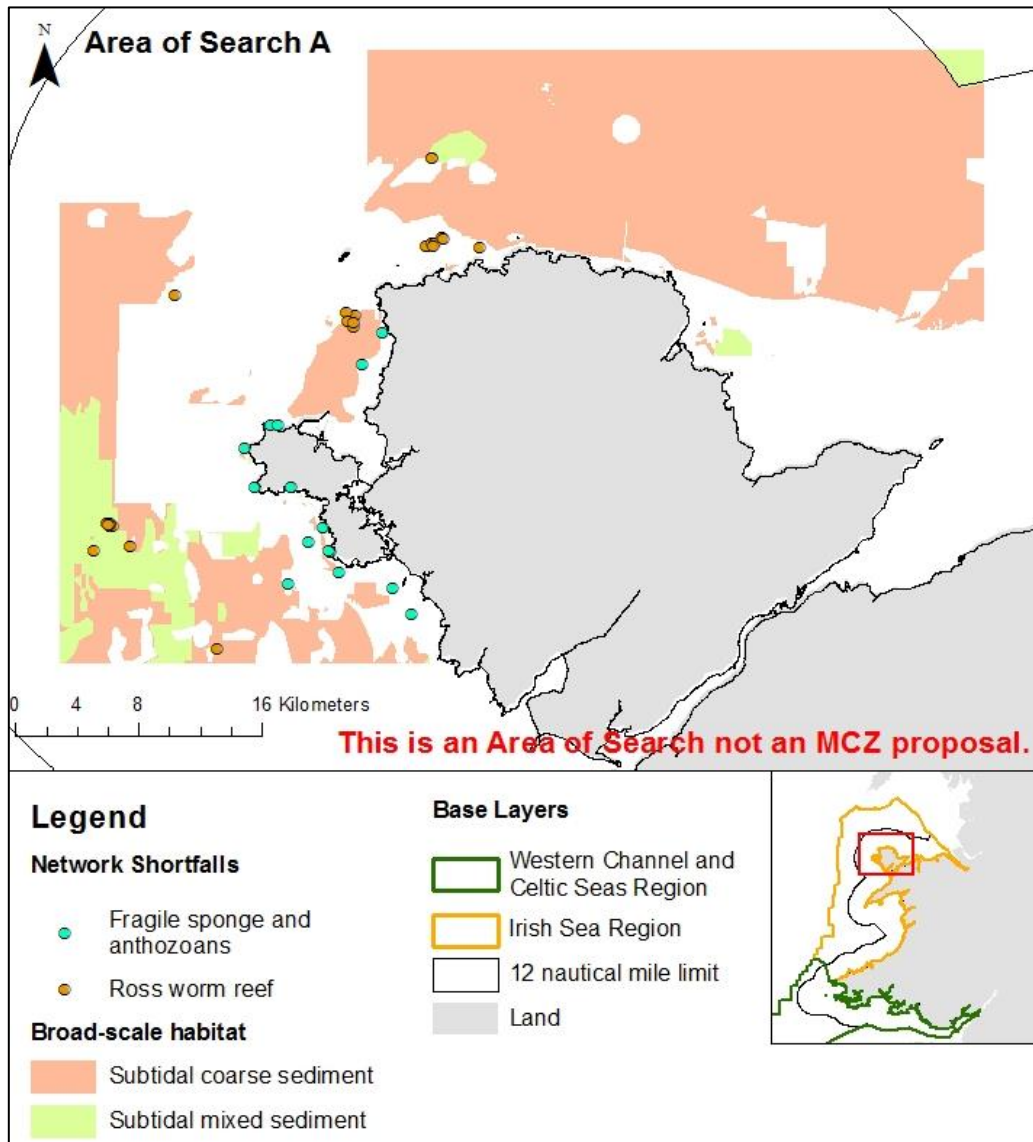 N
Area of Search A
0 4 8 16 Kilometers
This is an Area of Search not an MCZ proposal.
Legend
Network Shortfalls
Fragile sponge and
anthozoans
Ross worm reef
Broad-scale habitat
Subtidal coarse sediment
Subtidal mixed sediment
Base Layers
Western Channel and
Celtic Seas Region
Irish Sea Region
12 nautical mile limit
Land